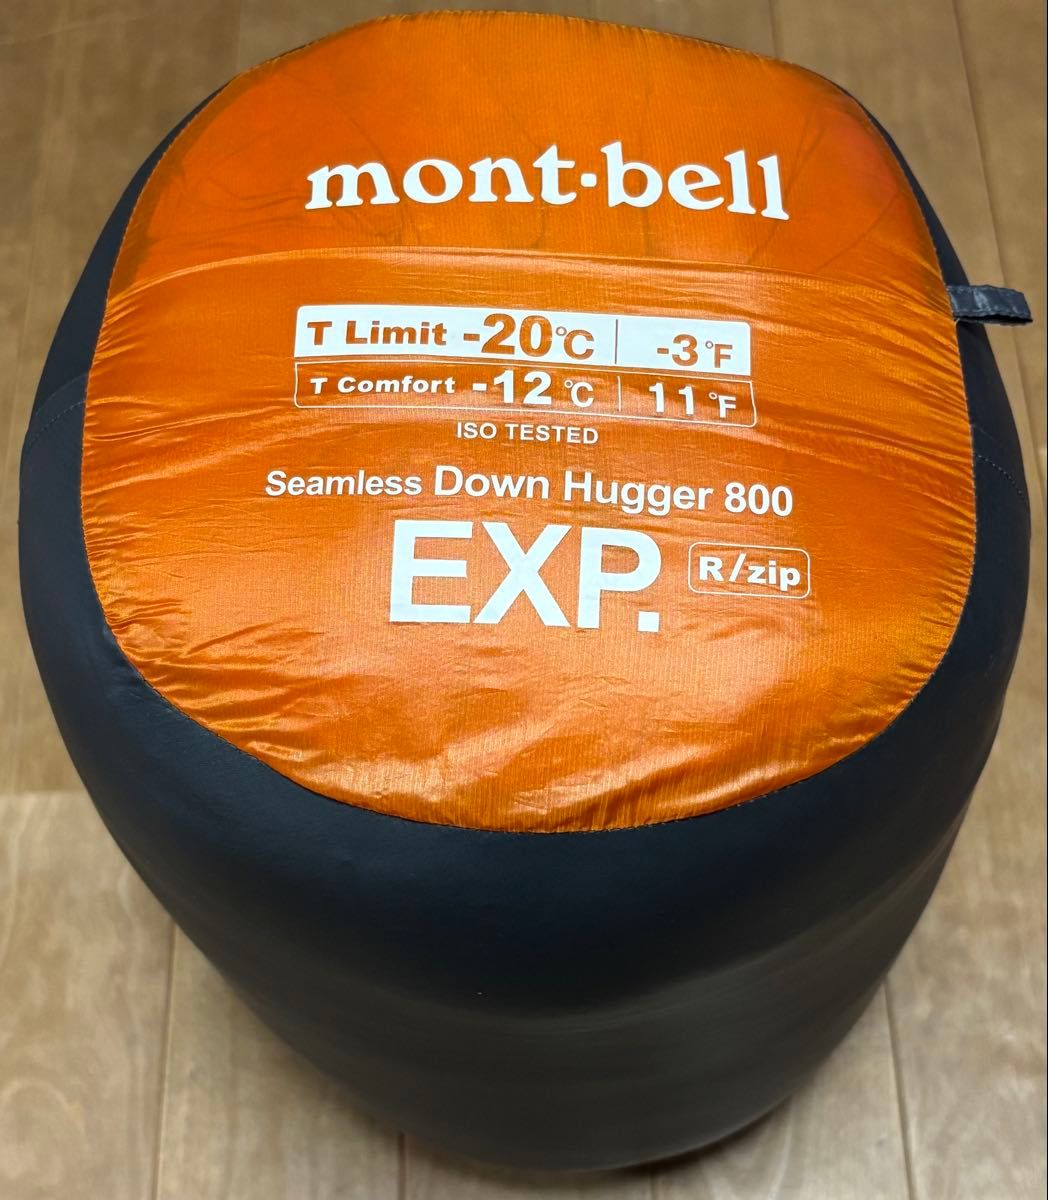 mont·bell
T Limit -20℃ -3°F
T Comfort -12℃ 11°F
ISO TESTED
Seamless Down Hugger 800
EXP. R/zip